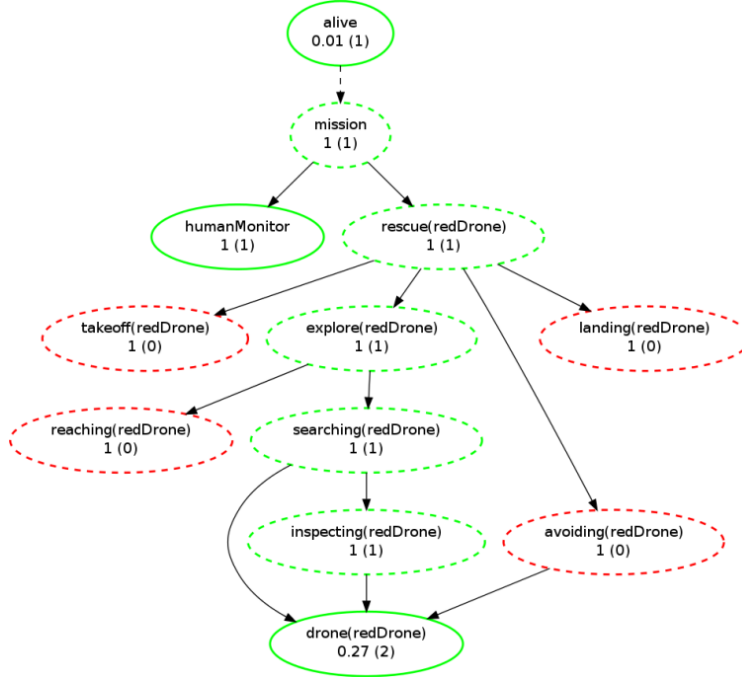 alive
0.01 (1)
mission
1 (1)
humanMonitor
1 (1)
rescue(redDrone)
1 (1)
takeoff(redDrone)
1 (0)
explore(redDrone)
1 (1)
landing(redDrone)
1 (0)
reaching(redDrone)
1 (0)
searching(redDrone)
1 (1)
inspecting(redDrone)
1 (1)
avoiding(redDrone)
1 (0)
drone(redDrone)
0.27 (2)